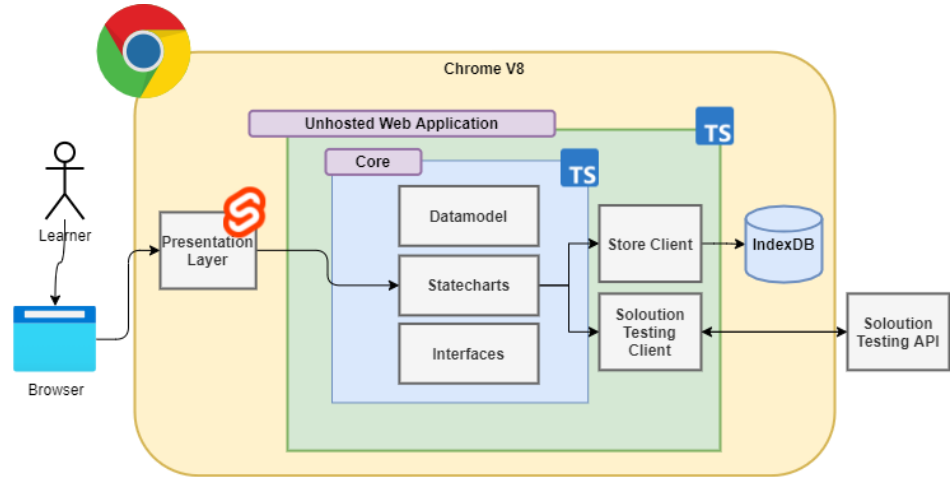 Chrome V8
Unhosted Web Application
TS
Core
TS
Learner
Datamodel
Presentation
Layer
Store Client
IndexDB
Statecharts
Soloution
Testing
Client
Soloution
Testing API
Interfaces
Browser